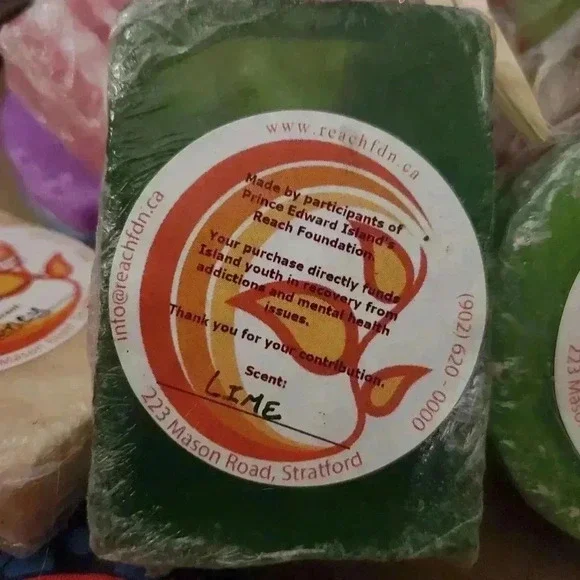 www.reachfdn.ca
info@reachfdn.ca
Made by participants of
Prince Edward Island's
Reach Foundation.
Your purchase directly funds
Island youth in recovery from
addictions and mental health
issues.
Thank you for your contribution.
Scent:
LIME
223 Mason Road, Stratford
(902) 620 - 0000